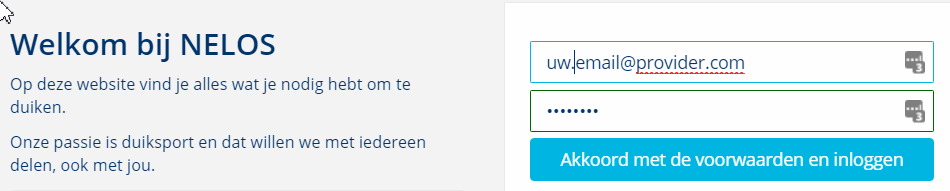 Welkom bij NELOS
Op deze website vind je alles wat je nodig hebt om te
duiken.
Onze passie is duiksport en dat willen we met iedereen
delen, ook met jou.
uw.email@provider.com
3
••••••••
3
Akkoord met de voorwaarden en inloggen